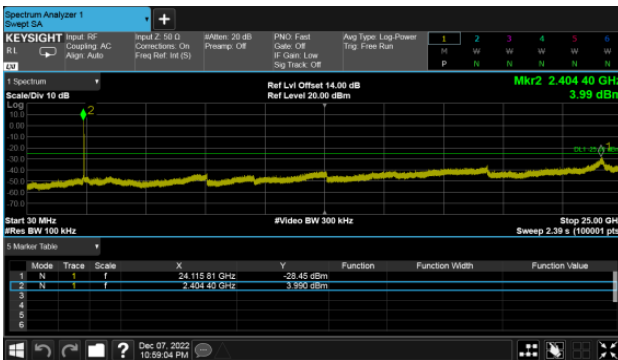 Spectrum Analyzer 1
Swept SA
+
KEYSIGHT Input: RF Input Z: 50 Ω #Atten: 20 dB PNO: Fast Avg Type: Log-Power 1 2 3 4 5 6
RL Coupling: AC Corrections: On Preamp: Off Gate: Off Trig: Free Run M W W W W W
Align: Auto Freq Ref: Int (S) IF Gain: Low P N N N N N
LXI Sig Track: Off
1 Spectrum Ref Lvl Offset 14.00 dB Mkr2 2.404 40 GHz
Scale/Div 10 dB Ref Level 20.00 dBm 3.99 dBm
Log
10.0
0.00
-10.0
-20.0
-30.0
-40.0
-50.0
-60.0
-70.0
2
1
Start 30 MHz #Video BW 300 kHz Stop 25.00 GHz
#Res BW 100 kHz Sweep 2.39 s (100001 pts)
5 Marker Table
Mode Trace Scale X Y Function Function Width Function Value
1 N 1 f 24.115 81 GHz -28.45 dBm
2 N 1 f 2.404 40 GHz 3.990 dBm
3
4
5
6
? Dec 07, 2022
10:59:04 PM